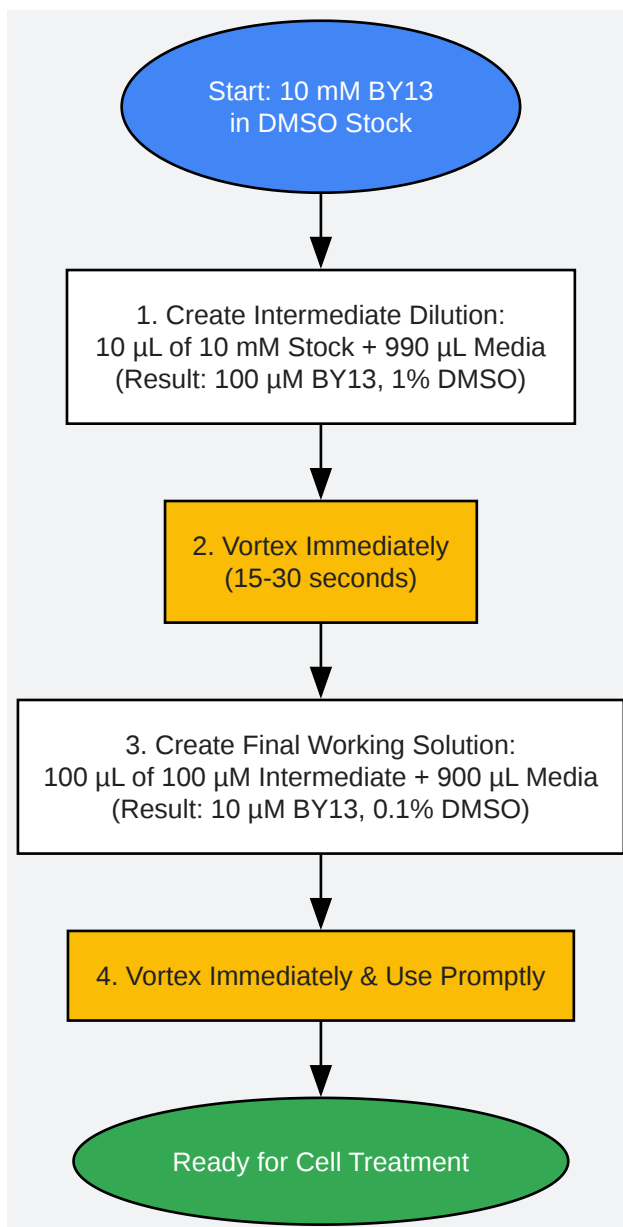 Start: 10 mM BY13
in DMSO Stock
1. Create Intermediate Dilution:
10 µL of 10 mM Stock + 990 µL Media
(Result: 100 µM BY13, 1% DMSO)
2. Vortex Immediately
(15-30 seconds)
3. Create Final Working Solution:
100 µL of 100 µM Intermediate + 900 µL Media
(Result: 10 µM BY13, 0.1% DMSO)
4. Vortex Immediately & Use Promptly
Ready for Cell Treatment